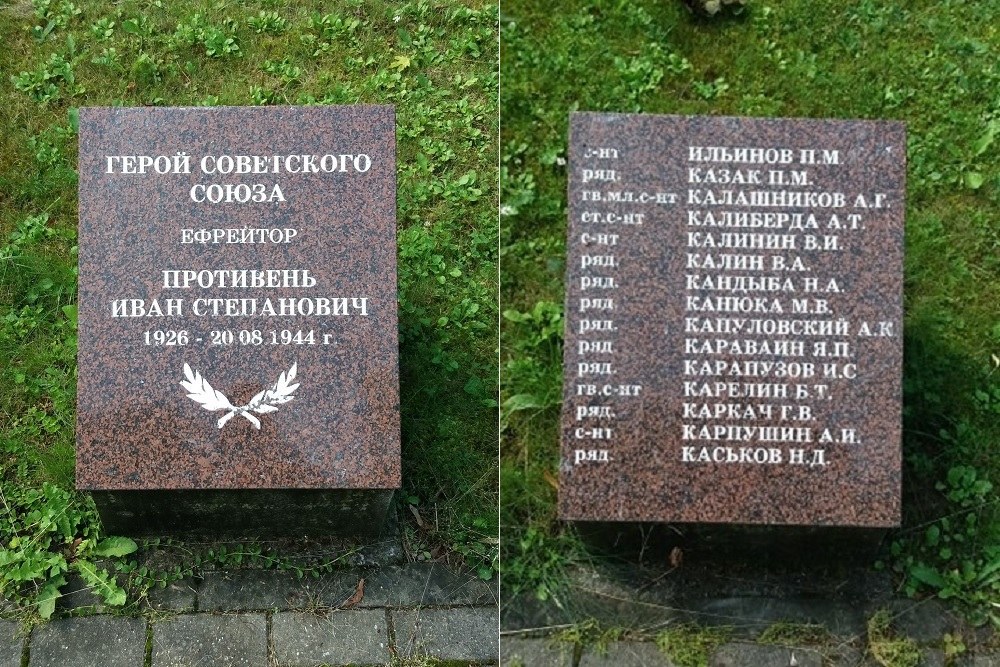 ГЕРОЙ СОВЕТСКОГО
СОЮЗА
ЕФРЕЙТОР
ПРОТИВЕНЬ
ИВАН СТЕПАНОВИЧ
1926 - 20 08 1944 г.
с-нт ИЛЬИНОВ П.М.
ряд. КАЗАК П.М.
гв.мл.с-нт КАЛАШНИКОВ А.Г.
ст.с-нт КАЛИБЕРДА А.Т.
с-нт КАЛИНИН В.И.
ряд. КАЛИН В.А.
ряд. КАНДЫБА Н.А.
ряд. КАНЮКА М.В.
ряд. КАПУЛОВСКИЙ А.К
ряд. КАРАВАИН Я.П.
ряд. КАРАПУЗОВ И.С
гв.с-нт КАРЕЛИН Б.Т.
ряд. КАРКАЧ Г.В.
с-нт КАРПУШИН А.И.
ряд. КАСЬКОВ Н.Д.